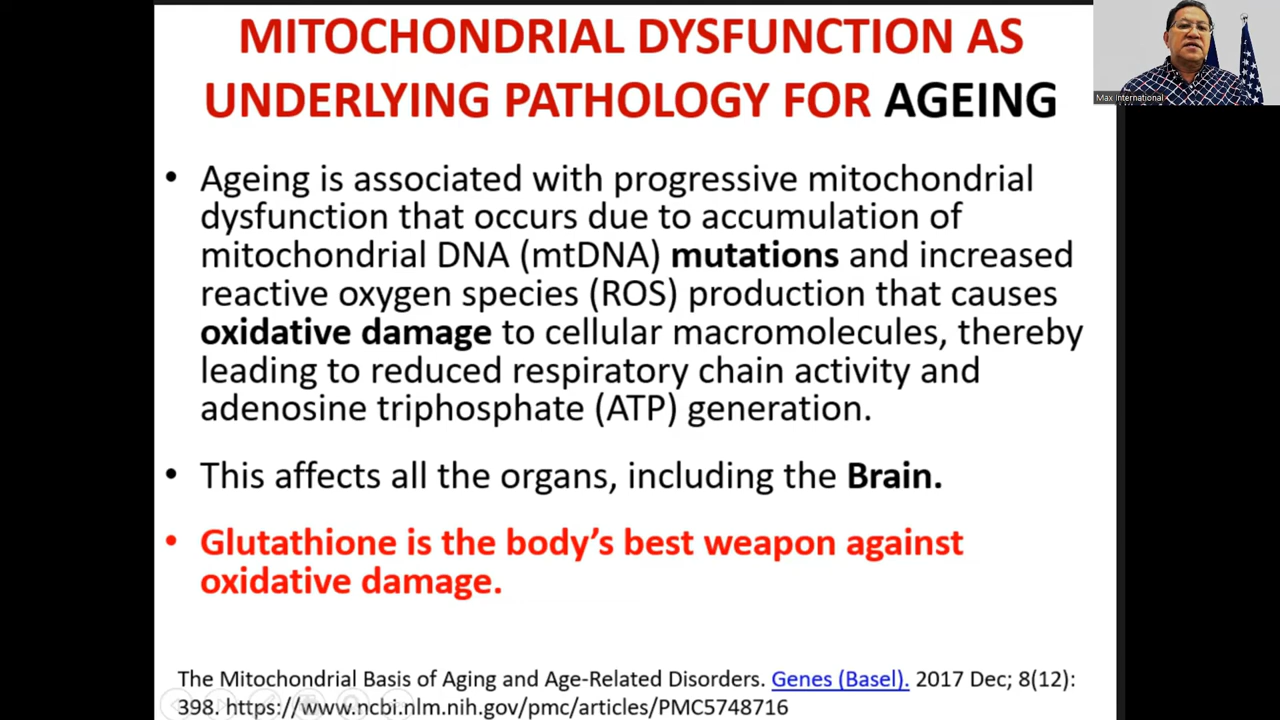 MITOCHONDRIAL DYSFUNCTION AS
UNDERLYING PATHOLOGY FOR AGEING
Max International
• Ageing is associated with progressive mitochondrial
dysfunction that occurs due to accumulation of
mitochondrial DNA (mtDNA) mutations and increased
reactive oxygen species (ROS) production that causes
oxidative damage to cellular macromolecules, thereby
leading to reduced respiratory chain activity and
adenosine triphosphate (ATP) generation.
• This affects all the organs, including the Brain.
• Glutathione is the body's best weapon against
oxidative damage.
The Mitochondrial Basis of Aging and Age-Related Disorders. Genes (Basel). 2017 Dec; 8(12):
398. https://www.ncbi.nlm.nih.gov/pmc/articles/PMC5748716